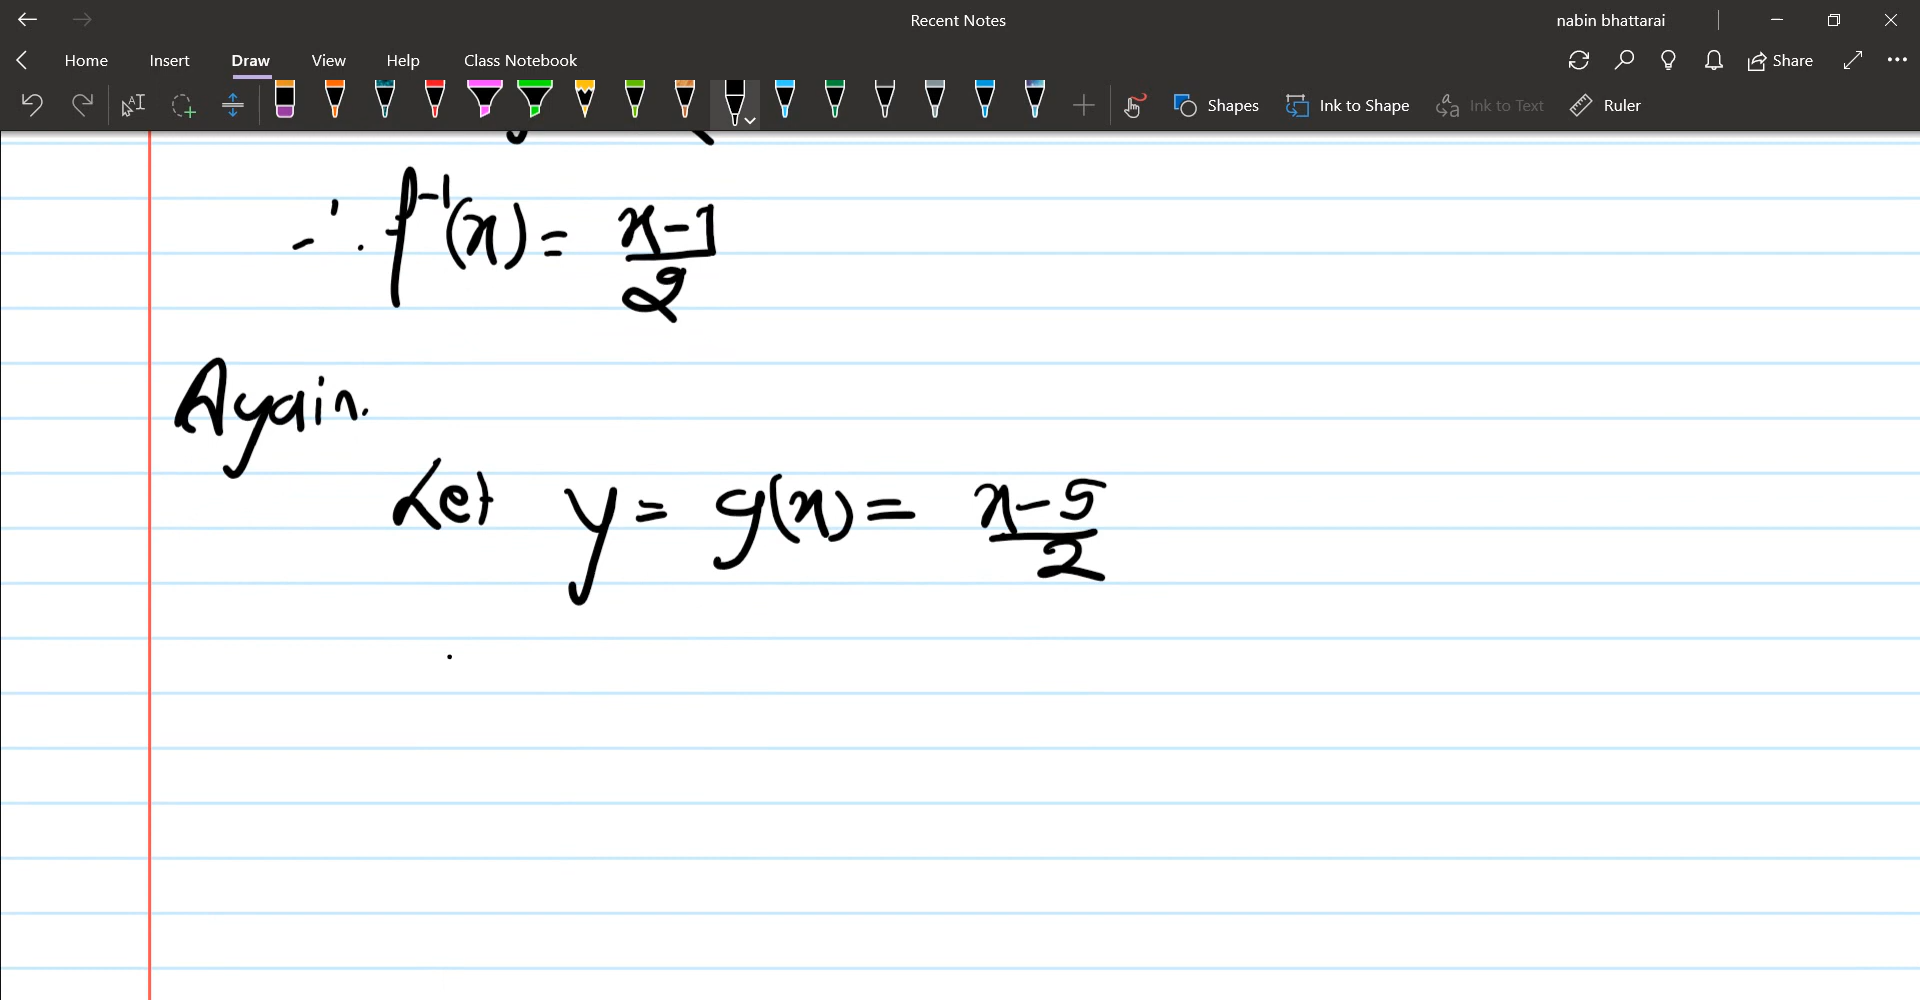 Recent Notes
nabin bhattarai
Home Insert Draw View Help Class Notebook Share
Shapes Ink to Shape Ink to Text Ruler
∴ f⁻¹(x) = (x-1)/2
Again.
Let y = g(x) = (x-5)/2